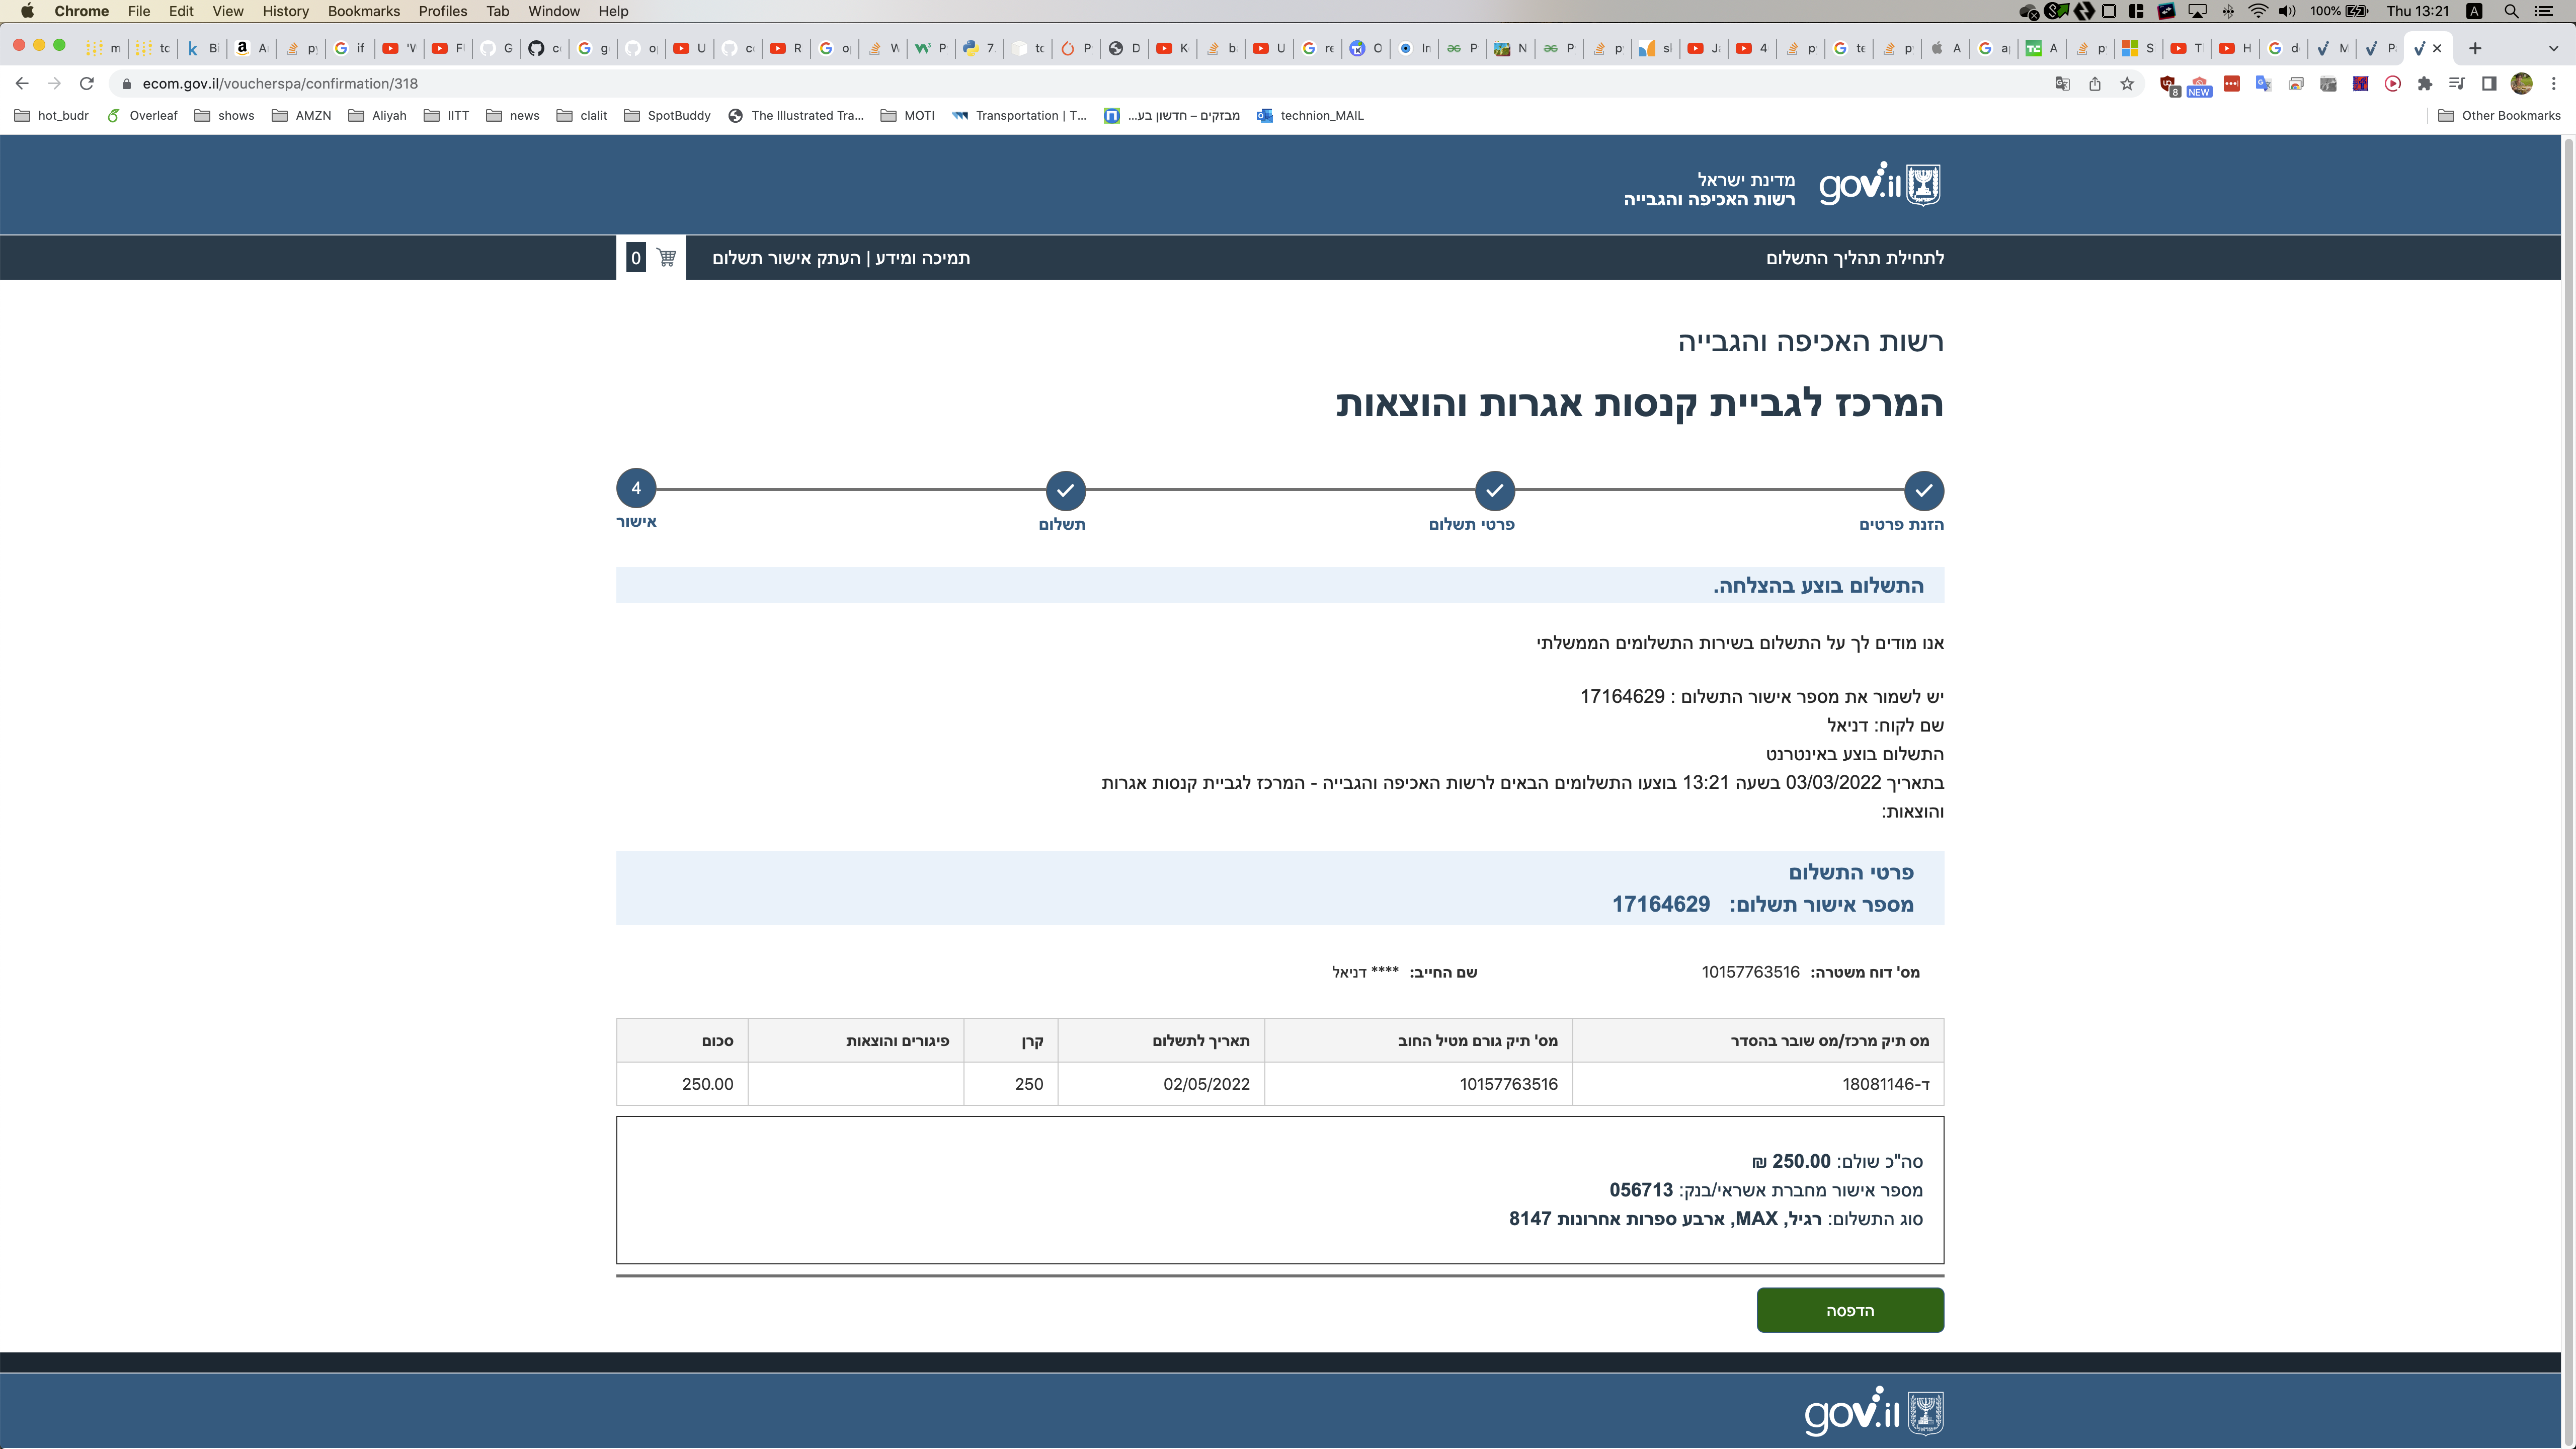 Chrome File Edit View History Bookmarks Profiles Tab Window Help
100% Thu 13:21 A
ecom.gov.il/voucherspa/confirmation/318
8 NEW
hot_budr Overleaf shows AMZN Aliyah IITT news clalit SpotBuddy The Illustrated Tra... MOTI Transportation | T... מבזקים – חדשון בע... technion_MAIL Other Bookmarks
gov.il
מדינת ישראל
רשות האכיפה והגבייה
לתחילת תהליך התשלום
תמיכה ומידע | העתק אישור תשלום
0
רשות האכיפה והגבייה
המרכז לגביית קנסות אגרות והוצאות
הזנת פרטים
פרטי תשלום
תשלום
4
אישור
התשלום בוצע בהצלחה.
אנו מודים לך על התשלום בשירות התשלומים הממשלתי
יש לשמור את מספר אישור התשלום : 17164629
שם לקוח: דניאל
התשלום בוצע באינטרנט
בתאריך 03/03/2022 בשעה 13:21 בוצעו התשלומים הבאים לרשות האכיפה והגבייה - המרכז לגביית קנסות אגרות
והוצאות:
פרטי התשלום
מספר אישור תשלום: 17164629
מס' דוח משטרה: 10157763516 שם החייב: **** דניאל
מס תיק מרכז/מס שובר בהסדר מס' תיק גורם מטיל החוב תאריך לתשלום קרן פיגורים והוצאות סכום
ד-18081146 10157763516 02/05/2022 250 250.00
סה"כ שולם: 250.00 ₪
מספר אישור מחברת אשראי/בנק: 056713
סוג התשלום: רגיל, MAX, ארבע ספרות אחרונות 8147
הדפסה
gov.il